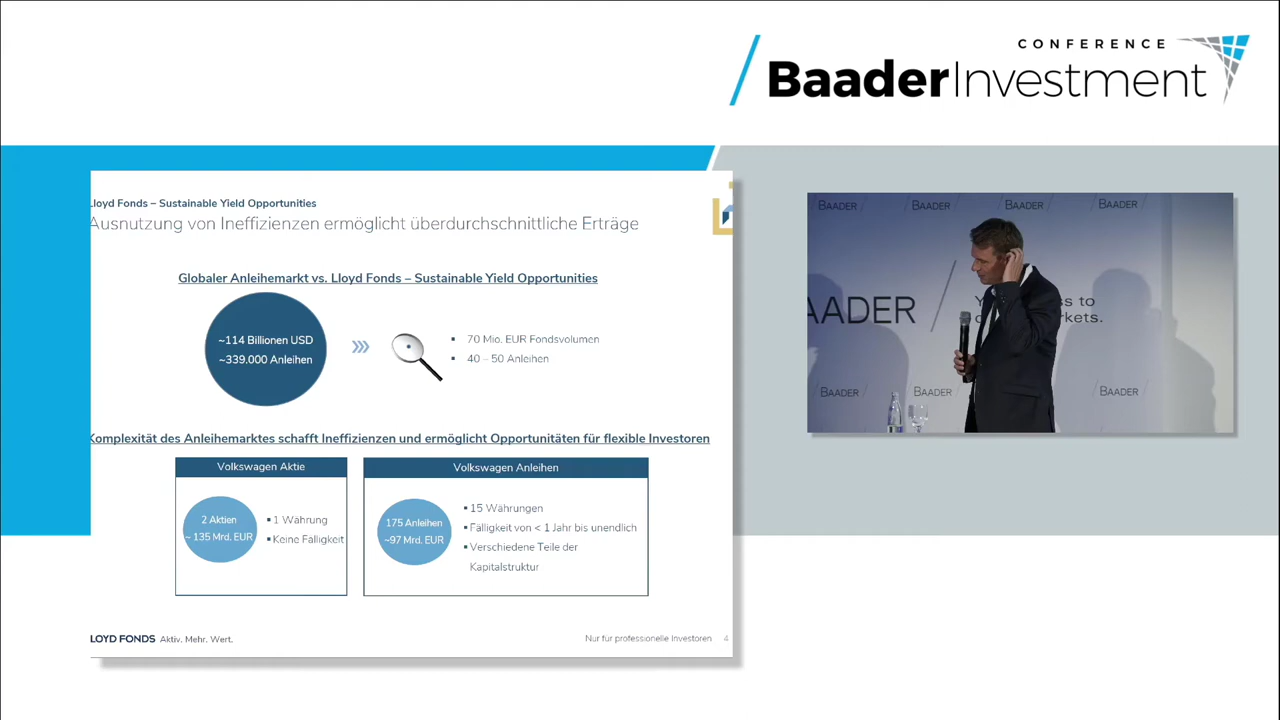 CONFERENCE
BaaderInvestment
Lloyd Fonds – Sustainable Yield Opportunities
Ausnutzung von Ineffizienzen ermöglicht überdurchschnittliche Erträge
Globaler Anleihemarkt vs. Lloyd Fonds – Sustainable Yield Opportunities
~114 Billionen USD
~339.000 Anleihen
▪ 70 Mio. EUR Fondsvolumen
▪ 40 – 50 Anleihen
Komplexität des Anleihemarktes schafft Ineffizienzen und ermöglicht Opportunitäten für flexible Investoren
Volkswagen Aktie
2 Aktien
~ 135 Mrd. EUR
▪ 1 Währung
▪ Keine Fälligkeit
Volkswagen Anleihen
175 Anleihen
~97 Mrd. EUR
▪ 15 Währungen
▪ Fälligkeit von < 1 Jahr bis unendlich
▪ Verschiedene Teile der
Kapitalstruktur
LOYD FONDS Aktiv. Mehr. Wert.
Nur für professionelle Investoren 4
BAADER BAADER BAADER BAADER
AADER /
s to
rkets.
BAADER BAADER BAADER